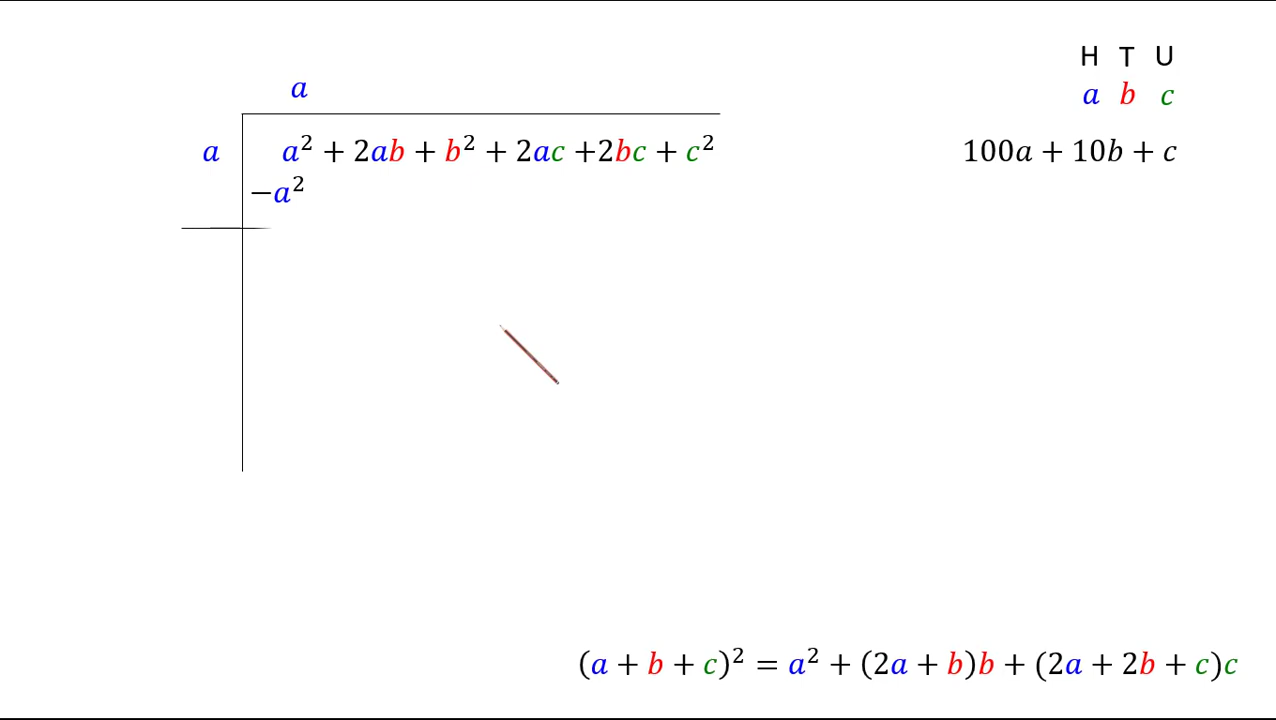 H T U
a
a b c
a a² + 2ab + b² + 2ac +2bc + c²
100a + 10b + c
−a²
(a + b + c)² = a² + (2a + b)b + (2a + 2b + c)c